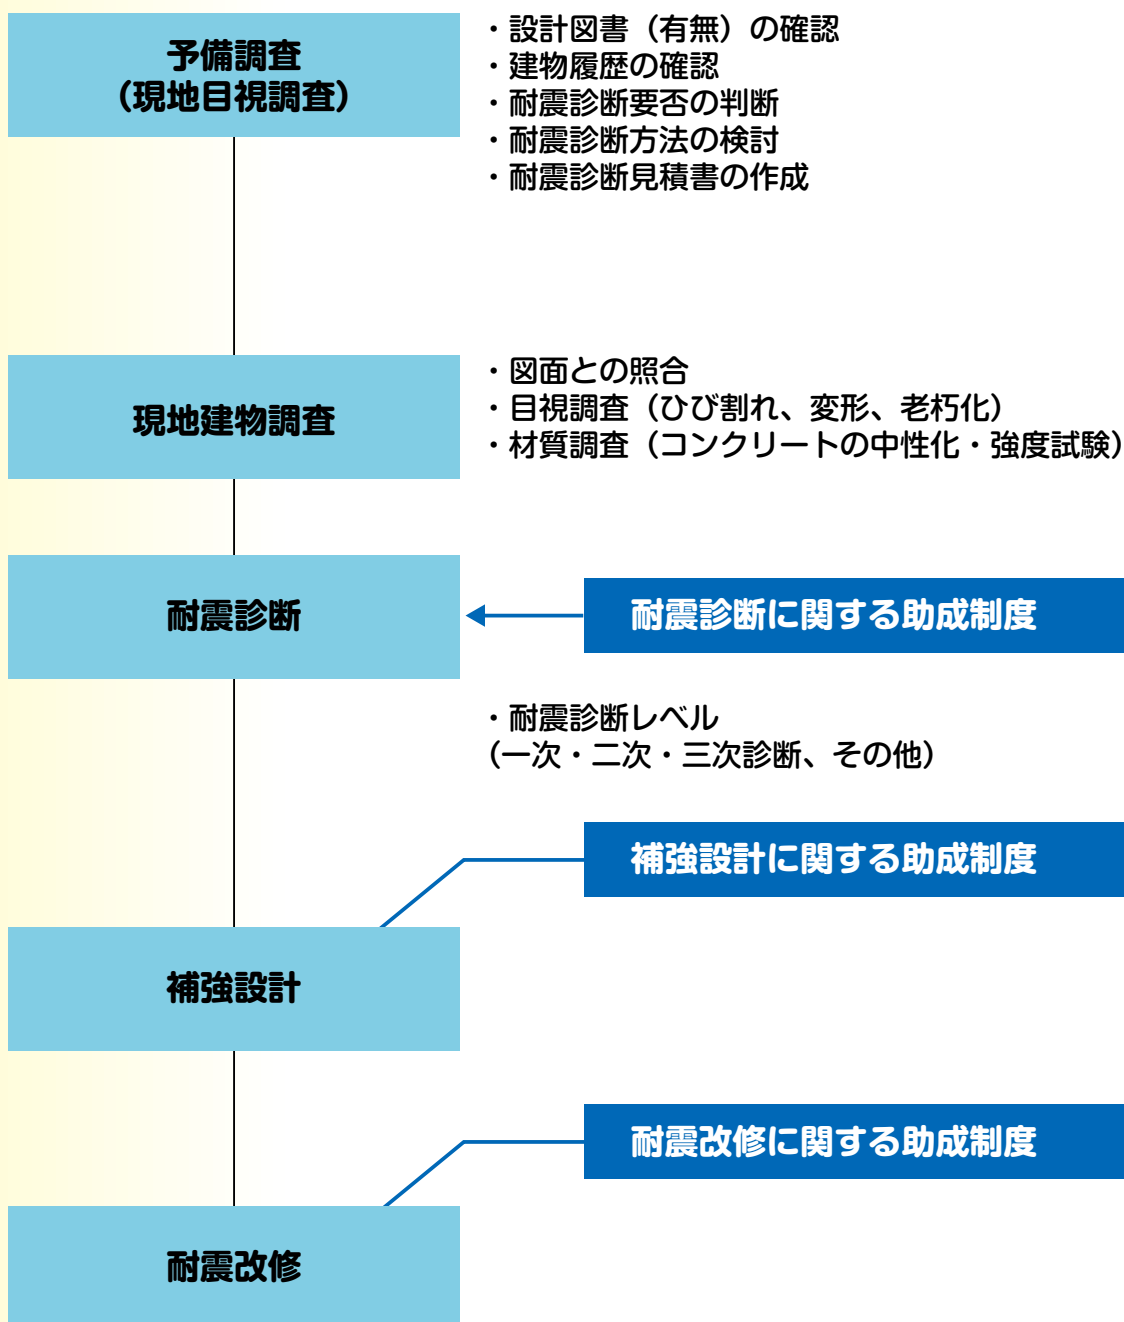 予備調査
（現地目視調査）
・設計図書（有無）の確認
・建物履歴の確認
・耐震診断要否の判断
・耐震診断方法の検討
・耐震診断見積書の作成
現地建物調査
・図面との照合
・目視調査（ひび割れ、変形、老朽化）
・材質調査（コンクリートの中性化・強度試験）
耐震診断
耐震診断に関する助成制度
・耐震診断レベル
（一次・二次・三次診断、その他）
補強設計に関する助成制度
補強設計
耐震改修に関する助成制度
耐震改修